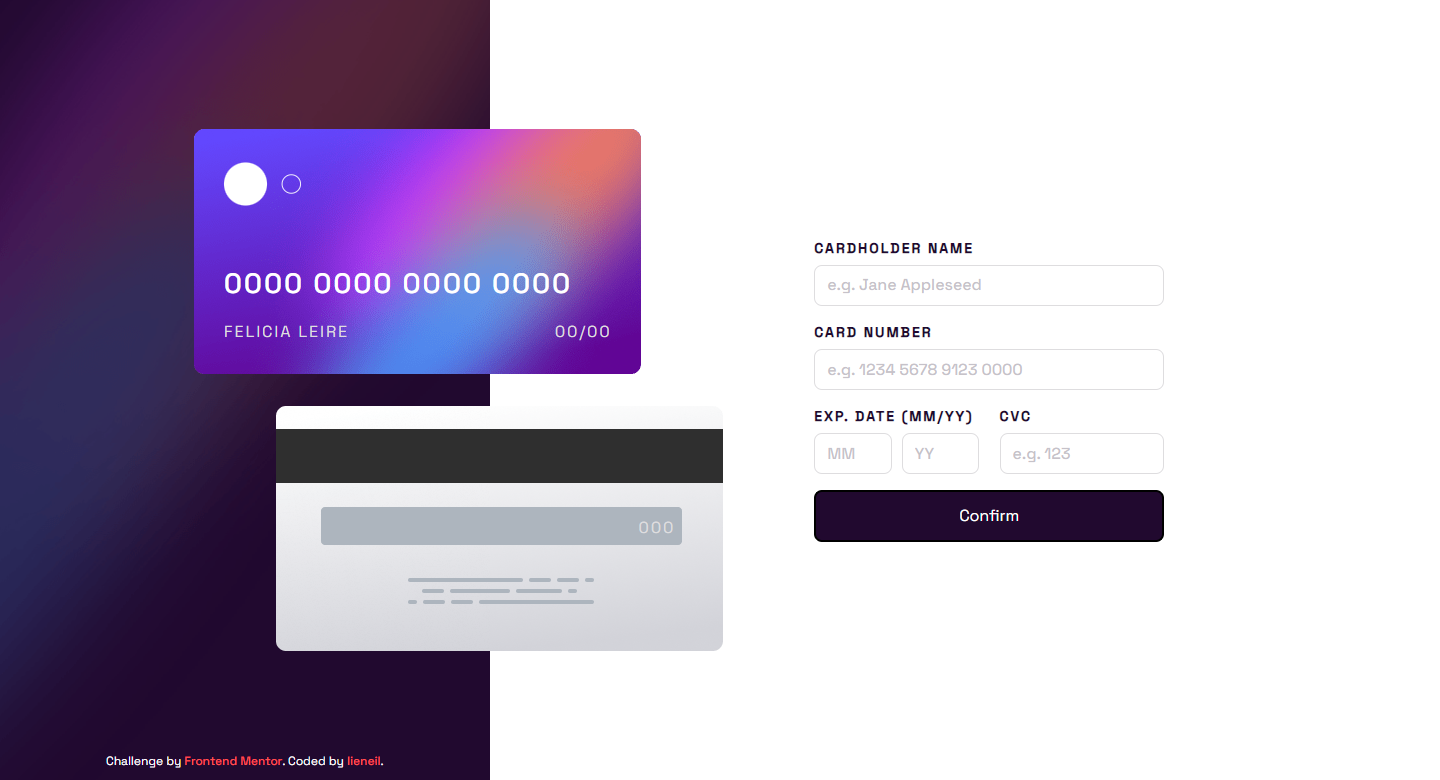 0000 0000 0000 0000
FELICIA LEIRE 00/00
000
CARDHOLDER NAME
e.g. Jane Appleseed
CARD NUMBER
e.g. 1234 5678 9123 0000
EXP. DATE (MM/YY) CVC
MM YY e.g. 123
Confirm
Challenge by Frontend Mentor. Coded by lieneil.